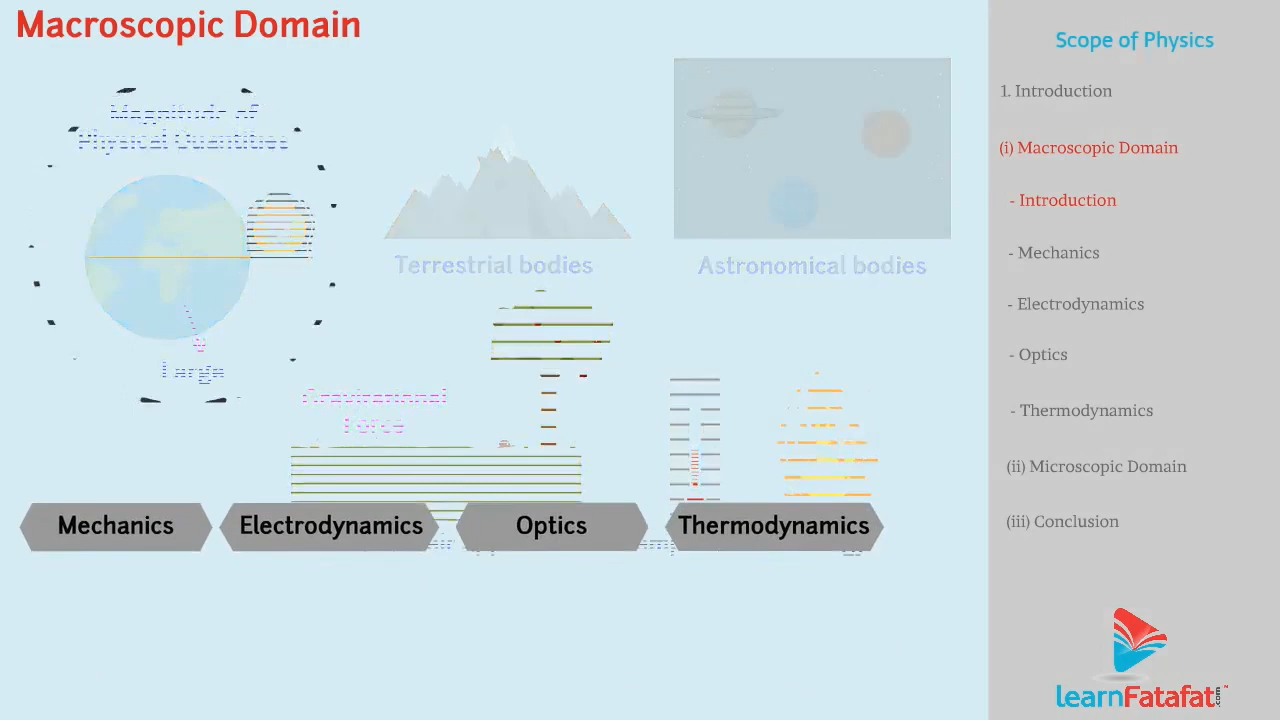 Macroscopic Domain
Magnitude of
Physical Quantities
Large
Terrestrial bodies
Astronomical bodies
Gravitational
Force
Mechanics
Electrodynamics
Optics
Thermodynamics
Scope of Physics
1. Introduction
(i) Macroscopic Domain
- Introduction
- Mechanics
- Electrodynamics
- Optics
- Thermodynamics
(ii) Microscopic Domain
(iii) Conclusion
learnFatafat.com™